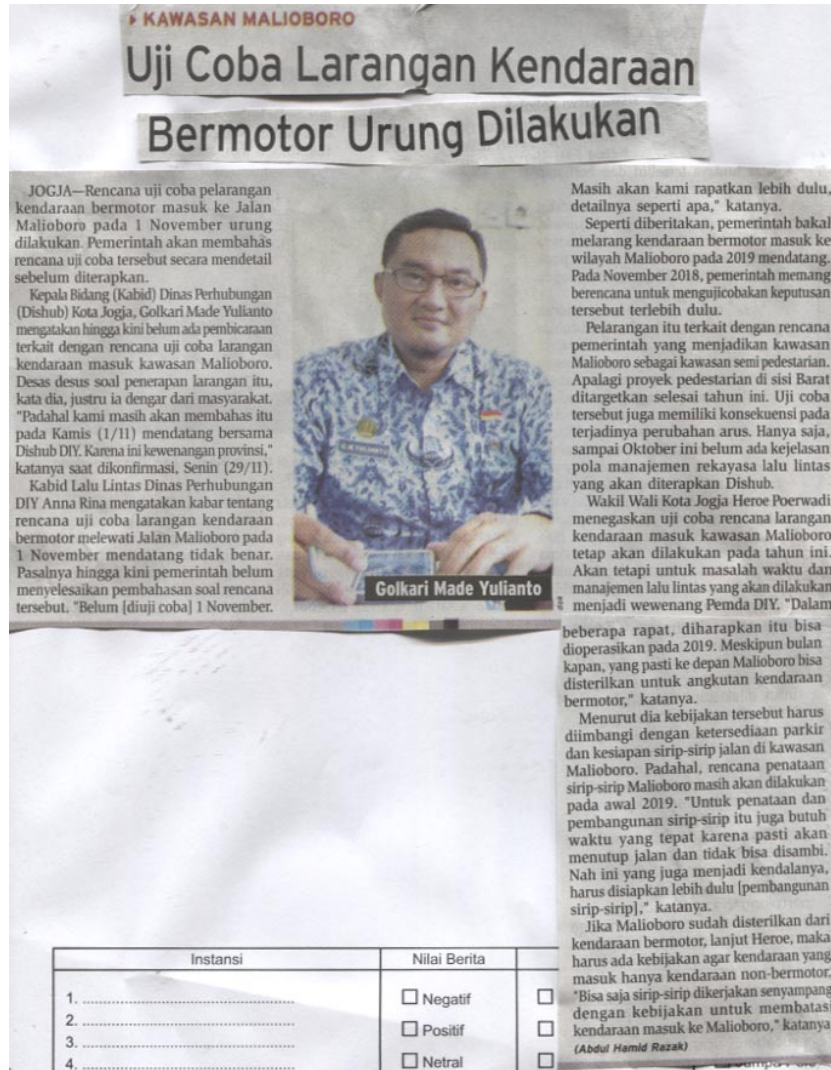 KAWASAN MALIOBORO
Uji Coba Larangan Kendaraan
Bermotor Urung Dilakukan
JOGJA—Rencana uji coba pelarangan
kendaraan bermotor masuk ke Jalan
Malioboro pada 1 November urung
dilakukan. Pemerintah akan membahas
rencana uji coba tersebut secara mendetail
sebelum diterapkan.
Kepala Bidang (Kabid) Dinas Perhubungan
(Dishub) Kota Jogja, Golkari Made Yulianto
mengatakan hingga kini belum ada pembicaraan
terkait dengan rencana uji coba larangan
kendaraan masuk kawasan Malioboro.
Desas desus soal penerapan larangan itu,
kata dia, justru ia dengar dari masyarakat.
"Padahal kami masih akan membahas itu
pada Kamis (1/11) mendatang bersama
Dishub DIY. Karena ini kewenangan provinsi,"
katanya saat dikonfirmasi, Senin (29/11).
Kabid Lalu Lintas Dinas Perhubungan
DIY Anna Rina mengatakan kabar tentang
rencana uji coba larangan kendaraan
bermotor melewati Jalan Malioboro pada
1 November mendatang tidak benar.
Pasalnya hingga kini pemerintah belum
menyelesaikan pembahasan soal rencana
tersebut. "Belum [diuji coba] 1 November.
Golkari Made Yulianto
Masih akan kami rapatkan lebih dulu,
detailnya seperti apa," katanya.
Seperti diberitakan, pemerintah bakal
melarang kendaraan bermotor masuk ke
wilayah Malioboro pada 2019 mendatang.
Pada November 2018, pemerintah memang
berencana untuk mengujicobakan keputusan
tersebut terlebih dulu.
Pelarangan itu terkait dengan rencana
pemerintah yang menjadikan kawasan
Malioboro sebagai kawasan semi pedestarian.
Apalagi proyek pedestarian di sisi Barat
ditargetkan selesai tahun ini. Uji coba
tersebut juga memiliki konsekuensi pada
terjadinya perubahan arus. Hanya saja,
sampai Oktober ini belum ada kejelasan
pola manajemen rekayasa lalu lintas
yang akan diterapkan Dishub.
Wakil Wali Kota Jogja Heroe Poerwadi
menegaskan uji coba rencana larangan
kendaraan masuk kawasan Malioboro
tetap akan dilakukan pada tahun ini.
Akan tetapi untuk masalah waktu dan
manajemen lalu lintas yang akan dilakukan
menjadi wewenang Pemda DIY. "Dalam
beberapa rapat, diharapkan itu bisa
dioperasikan pada 2019. Meskipun bulan
kapan, yang pasti ke depan Malioboro bisa
disterilkan untuk angkutan kendaraan
bermotor," katanya.
Menurut dia kebijakan tersebut harus
diimbangi dengan ketersediaan parkir
dan kesiapan sirip-sirip jalan di kawasan
Malioboro. Padahal, rencana penataan
sirip-sirip Malioboro masih akan dilakukan
pada awal 2019. "Untuk penataan dan
pembangunan sirip-sirip itu juga butuh
waktu yang tepat karena pasti akan
menutup jalan dan tidak bisa disambi.
Nah ini yang juga menjadi kendalanya,
harus disiapkan lebih dulu [pembangunan
sirip-sirip]," katanya.
Jika Malioboro sudah disterilkan dari
kendaraan bermotor, lanjut Heroe, maka
harus ada kebijakan agar kendaraan yang
masuk hanya kendaraan non-bermotor.
"Bisa saja sirip-sirip dikerjakan senyampang
dengan kebijakan untuk membatasi
kendaraan masuk ke Malioboro," katanya
(Abdul Hamid Razak)
Instansi
Nilai Berita
1.
Negatif
2.
Positif
3.
4.
Netral